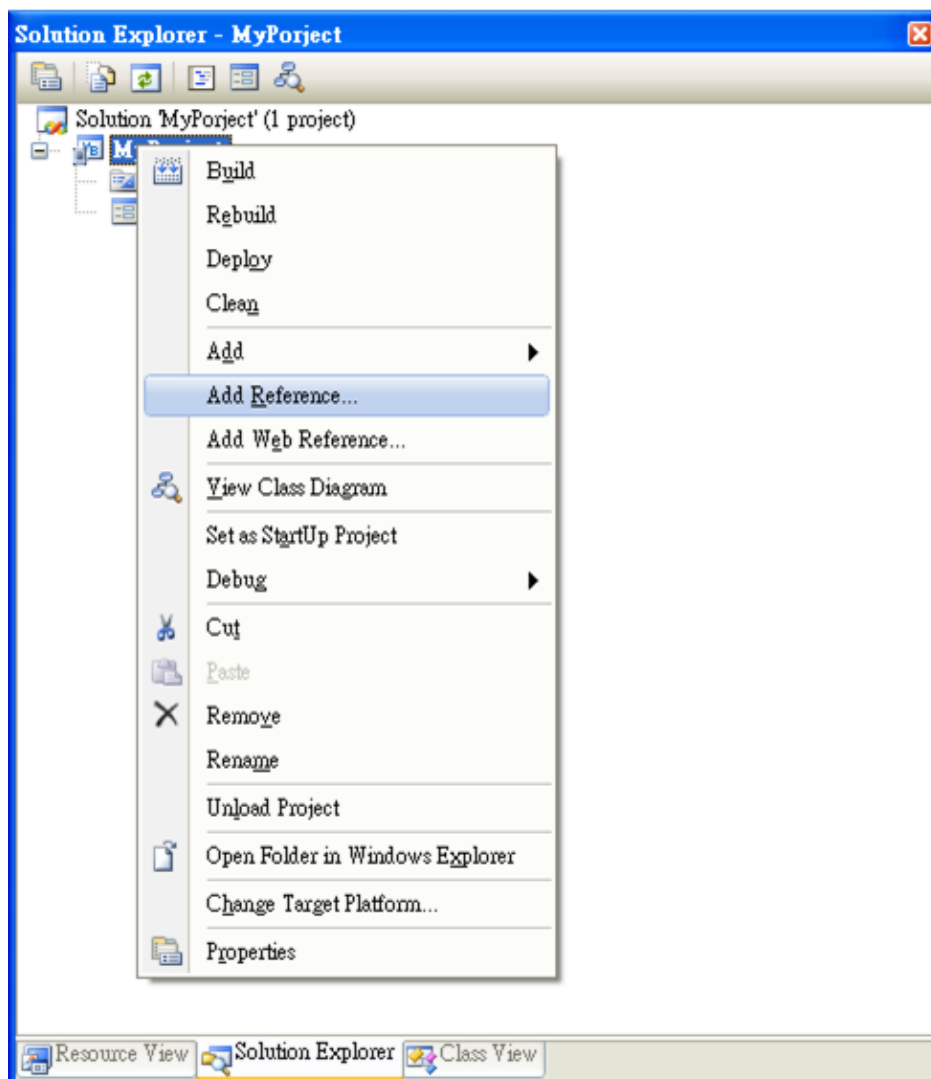 Solution Explorer - MyPorject
Solution 'MyPorject' (1 project)
Build
Rebuild
Deploy
Clean
Add
Add Reference...
Add Web Reference...
View Class Diagram
Set as StartUp Project
Debug
Cut
Paste
Remove
Rename
Unload Project
Open Folder in Windows Explorer
Change Target Platform...
Properties
Resource View Solution Explorer Class View